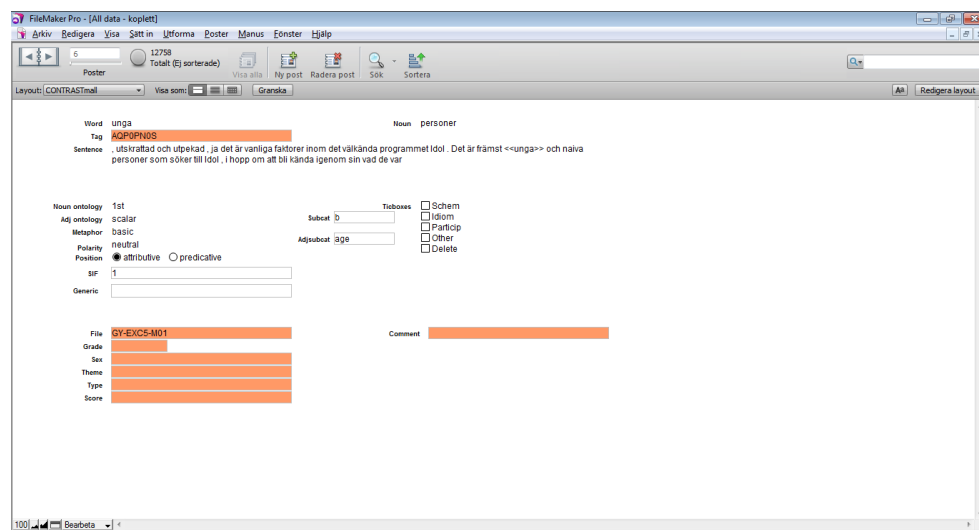 FileMaker Pro - [All data - koplett]
Arkiv Redigera Visa Sätt in Utforma Poster Manus Fönster Hjälp
6
12758
Totalt (Ej sorterade)
Poster
Visa alla Ny post Radera post Sök Sortera
Layout: CONTRASTmall Visa som: Granska Aa Redigera layout
Word unga Noun personer
Tag AQP0PN0S
Sentence , utskrattad och utpekad , ja det är vanliga faktorer inom det välkända programmet Idol . Det är främst <<unga>> och naiva
personer som söker till Idol , i hopp om att bli kända igenom sin vad de var
Noun ontology 1st Ticboxes Schem
Adj ontology scalar Subcat b Idiom
Metaphor basic Particip
Polarity neutral Adjsubcat age Other
Position attributive predicative Delete
SIF 1
Generic
File GY-EXC5-M01 Comment
Grade
Sex
Theme
Type
Score
100 Bearbeta